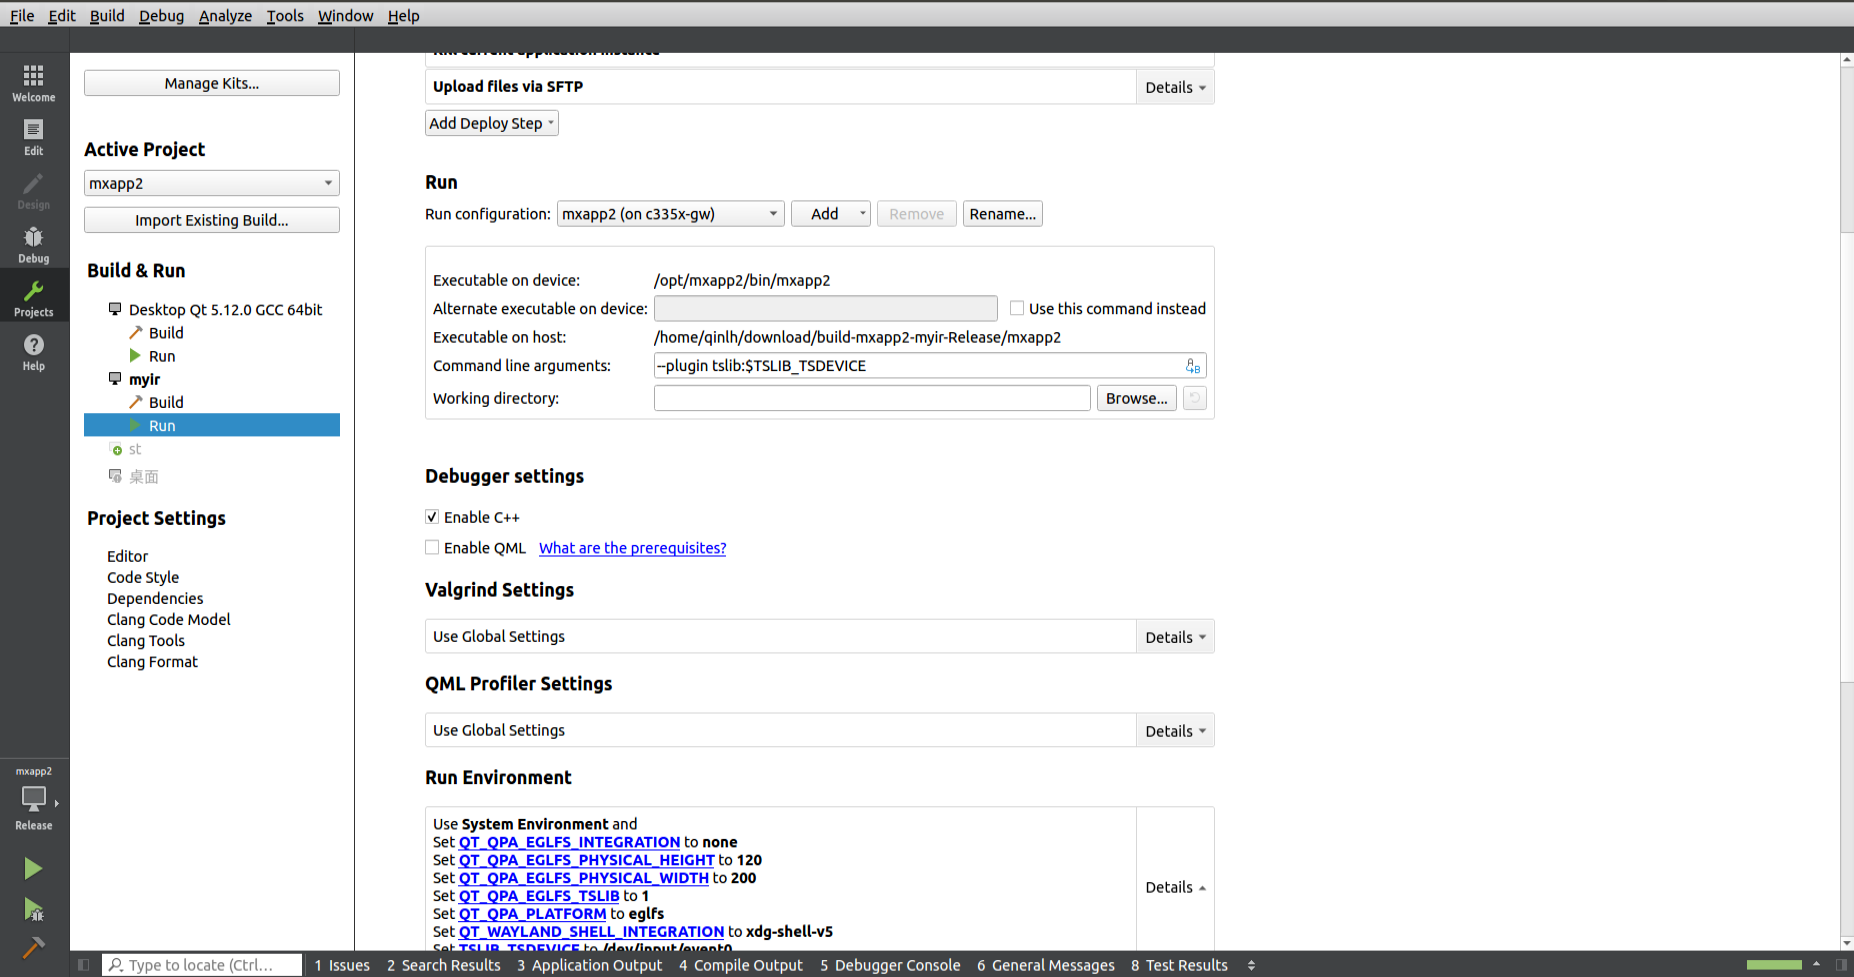 File Edit Build Debug Analyze Tools Window Help
Welcome
Edit
Design
Debug
Projects
Help
mxapp2
Release
Manage Kits...
Active Project
mxapp2
Import Existing Build...
Build & Run
Desktop Qt 5.12.0 GCC 64bit
Build
Run
myir
Build
Run
st
桌面
Project Settings
Editor
Code Style
Dependencies
Clang Code Model
Clang Tools
Clang Format
Kill current application instance
Upload files via SFTP Details
Add Deploy Step
Run
Run configuration: mxapp2 (on c335x-gw) Add Remove Rename...
Executable on device: /opt/mxapp2/bin/mxapp2
Alternate executable on device: Use this command instead
Executable on host: /home/qinlh/download/build-mxapp2-myir-Release/mxapp2
Command line arguments: --plugin tslib:$TSLIB_TSDEVICE
Working directory: Browse...
Debugger settings
Enable C++
Enable QML What are the prerequisites?
Valgrind Settings
Use Global Settings Details
QML Profiler Settings
Use Global Settings Details
Run Environment
Use System Environment and
Set QT_QPA_EGLFS_INTEGRATION to none
Set QT_QPA_EGLFS_PHYSICAL_HEIGHT to 120
Set QT_QPA_EGLFS_PHYSICAL_WIDTH to 200
Set QT_QPA_EGLFS_TSLIB to 1
Set QT_QPA_PLATFORM to eglfs
Set QT_WAYLAND_SHELL_INTEGRATION to xdg-shell-v5
Set TSLIB_TSDEVICE to /dev/input/event0
Details
Type to locate (Ctrl... 1 Issues 2 Search Results 3 Application Output 4 Compile Output 5 Debugger Console 6 General Messages 8 Test Results